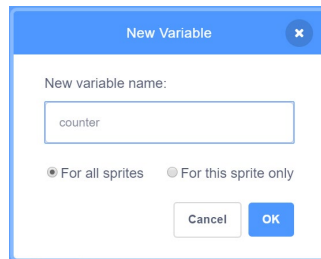 New Variable
New variable name:
counter
For all sprites For this sprite only
Cancel OK